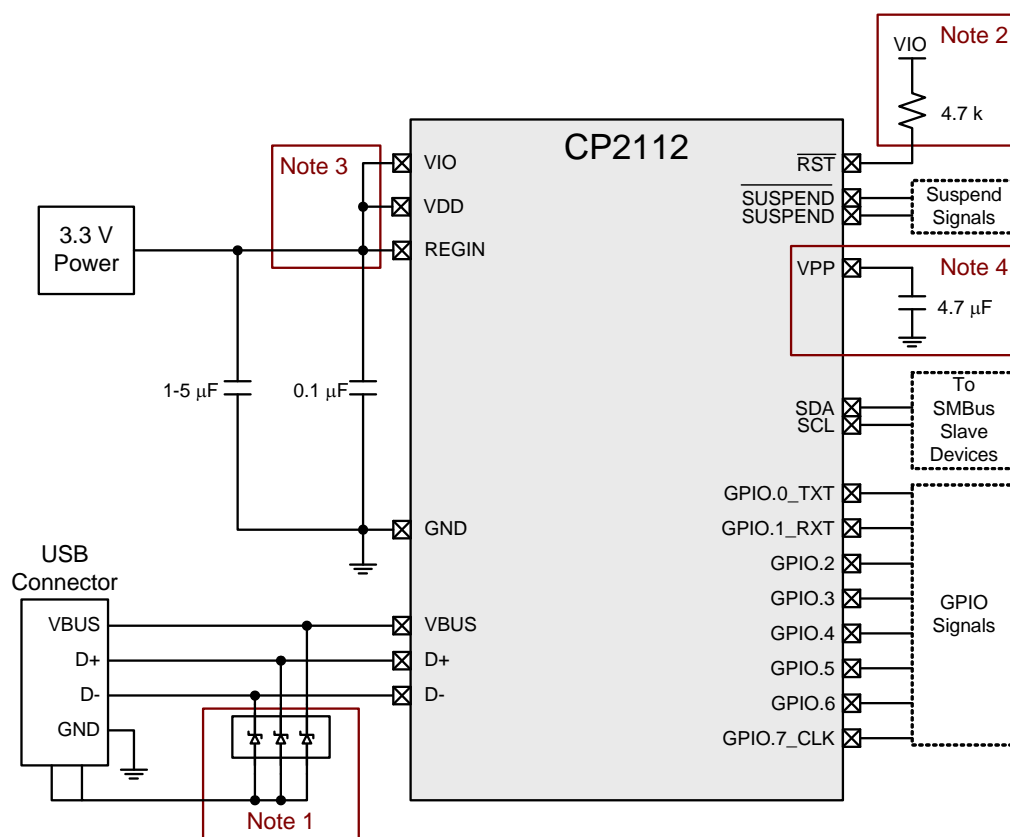 Note 2
VIO
4.7 k
CP2112
Note 3
VIO
VDD
REGIN
3.3 V
Power
RST
SUSPEND
SUSPEND
Suspend
Signals
VPP
Note 4
4.7 μF
1-5 μF
0.1 μF
SDA
SCL
To
SMBus
Slave
Devices
GND
GPIO.0_TXT
GPIO.1_RXT
GPIO.2
GPIO.3
GPIO.4
GPIO.5
GPIO.6
GPIO.7_CLK
GPIO
Signals
USB
Connector
VBUS
D+
D-
GND
VBUS
D+
D-
Note 1